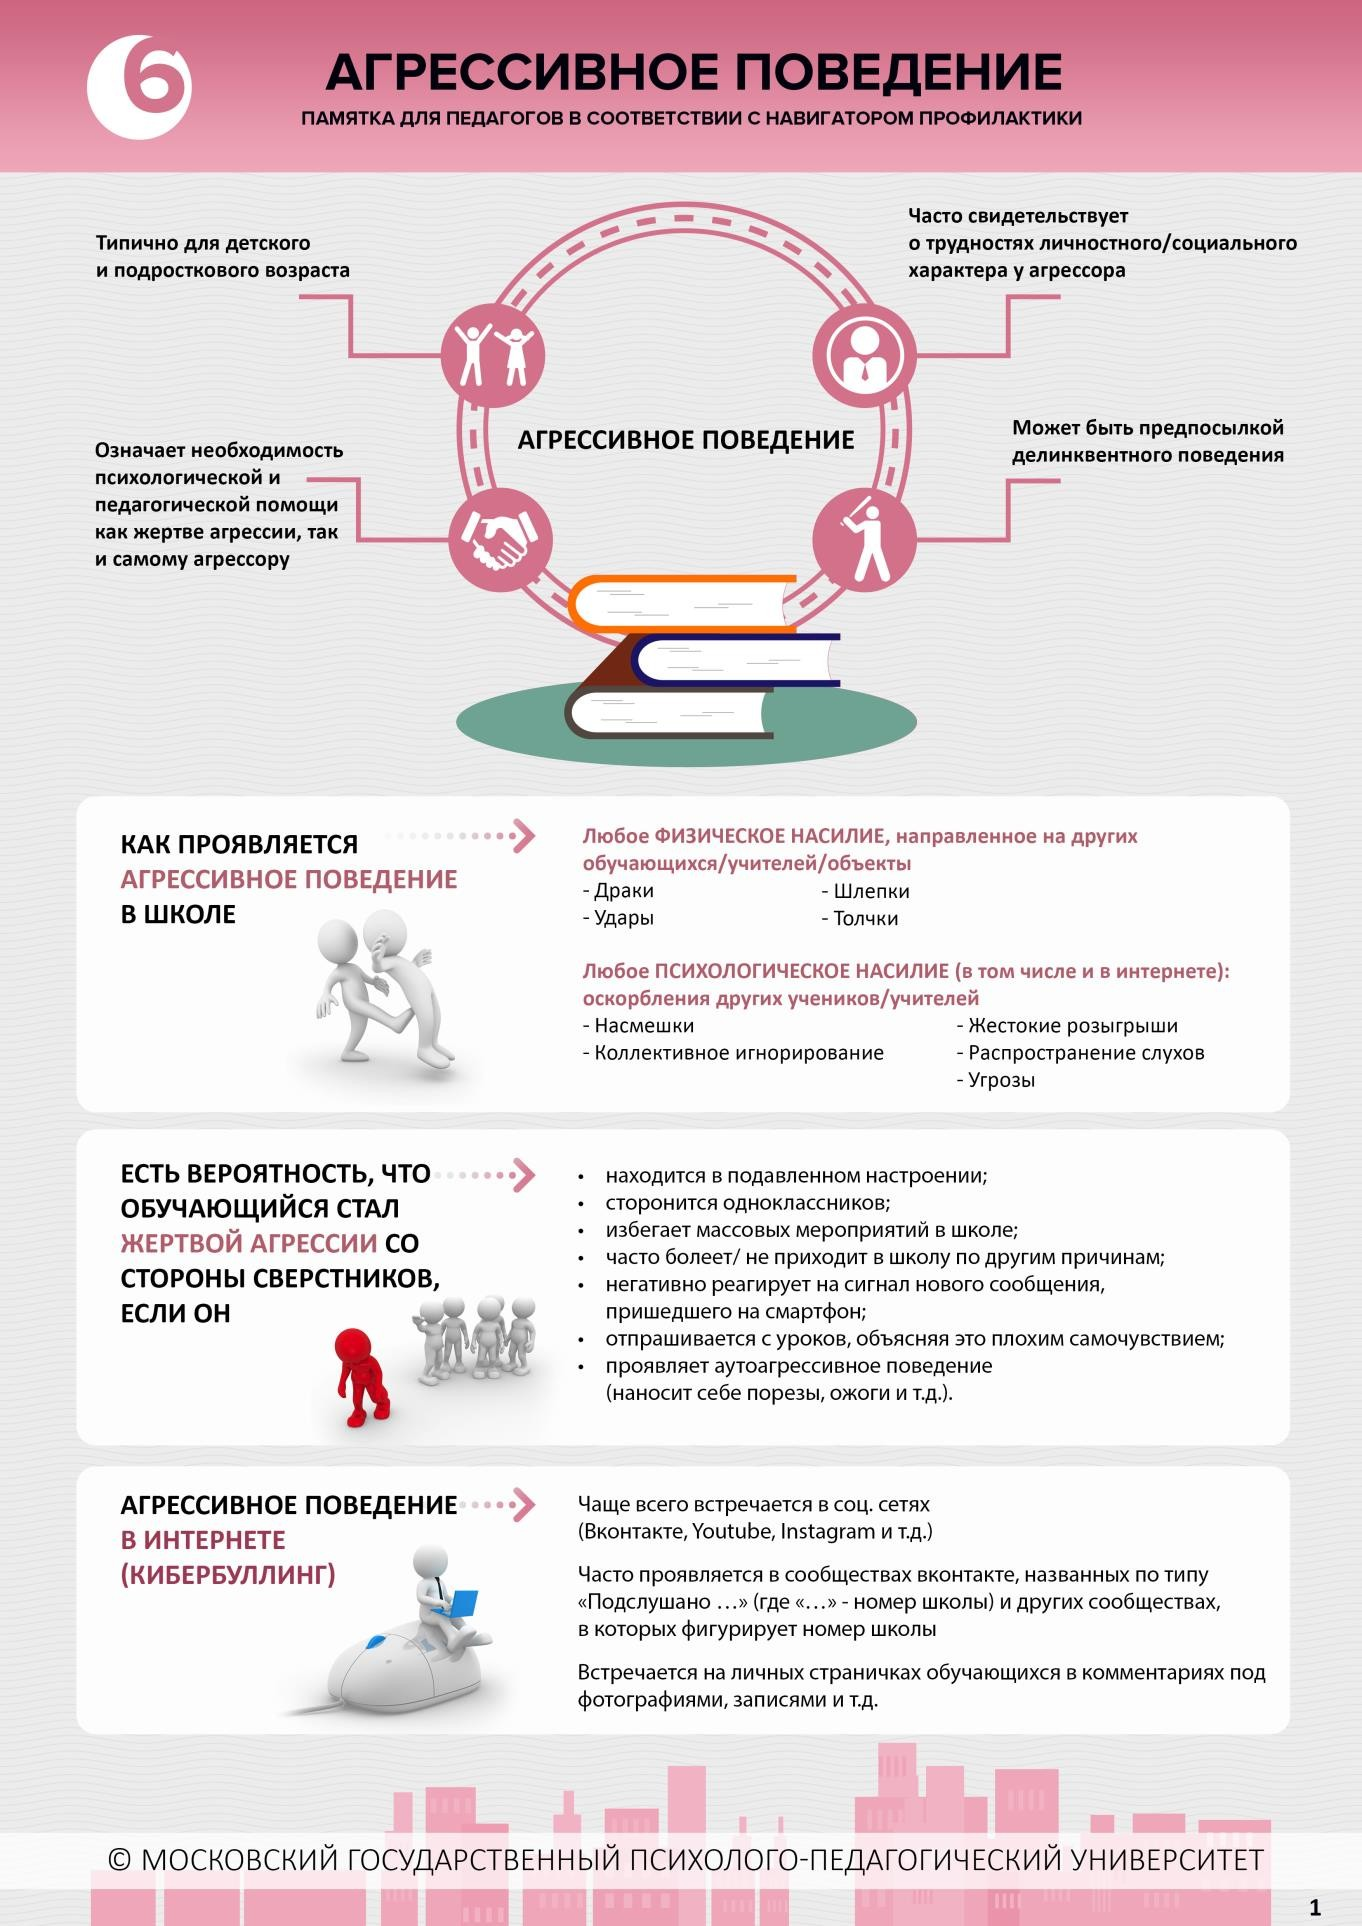 6
АГРЕССИВНОЕ ПОВЕДЕНИЕ
ПАМЯТКА ДЛЯ ПЕДАГОГОВ В СООТВЕТСТВИИ С НАВИГАТОРОМ ПРОФИЛАКТИКИ
Типично для детского
и подросткового возраста
Часто свидетельствует
о трудностях личностного/социального
характера у агрессора
АГРЕССИВНОЕ ПОВЕДЕНИЕ
Означает необходимость
психологической и
педагогической помощи
как жертве агрессии, так
и самому агрессору
Может быть предпосылкой
делинквентного поведения
КАК ПРОЯВЛЯЕТСЯ
АГРЕССИВНОЕ ПОВЕДЕНИЕ
В ШКОЛЕ
Любое ФИЗИЧЕСКОЕ НАСИЛИЕ, направленное на других
обучающихся/учителей/объекты
- Драки - Шлепки
- Удары - Толчки
Любое ПСИХОЛОГИЧЕСКОЕ НАСИЛИЕ (в том числе и в интернете):
оскорбления других учеников/учителей
- Насмешки - Жестокие розыгрыши
- Коллективное игнорирование - Распространение слухов
- Угрозы
ЕСТЬ ВЕРОЯТНОСТЬ, ЧТО
ОБУЧАЮЩИЙСЯ СТАЛ
ЖЕРТВОЙ АГРЕССИИ СО
СТОРОНЫ СВЕРСТНИКОВ,
ЕСЛИ ОН
• находится в подавленном настроении;
• сторонится одноклассников;
• избегает массовых мероприятий в школе;
• часто болеет/ не приходит в школу по другим причинам;
• негативно реагирует на сигнал нового сообщения,
пришедшего на смартфон;
• отпрашивается с уроков, объясняя это плохим самочувствием;
• проявляет аутоагрессивное поведение
(наносит себе порезы, ожоги и т.д.).
АГРЕССИВНОЕ ПОВЕДЕНИЕ
В ИНТЕРНЕТЕ
(КИБЕРБУЛЛИНГ)
Чаще всего встречается в соц. сетях
(Вконтакте, Youtube, Instagram и т.д.)
Часто проявляется в сообществах вконтакте, названных по типу
«Подслушано …» (где «…» - номер школы) и других сообществах,
в которых фигурирует номер школы
Встречается на личных страничках обучающихся в комментариях под
фотографиями, записями и т.д.
© МОСКОВСКИЙ ГОСУДАРСТВЕННЫЙ ПСИХОЛОГО-ПЕДАГОГИЧЕСКИЙ УНИВЕРСИТЕТ
1